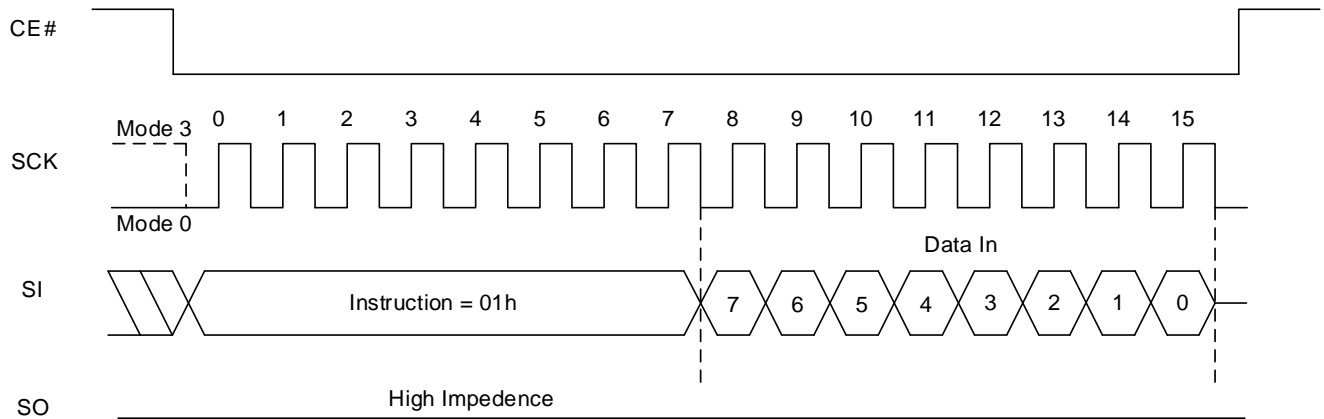 CE#
Mode 3 0 1 2 3 4 5 6 7 8 9 10 11 12 13 14 15
SCK
Mode 0
Data In
SI
Instruction = 01h 7 6 5 4 3 2 1 0
High Impedence
SO